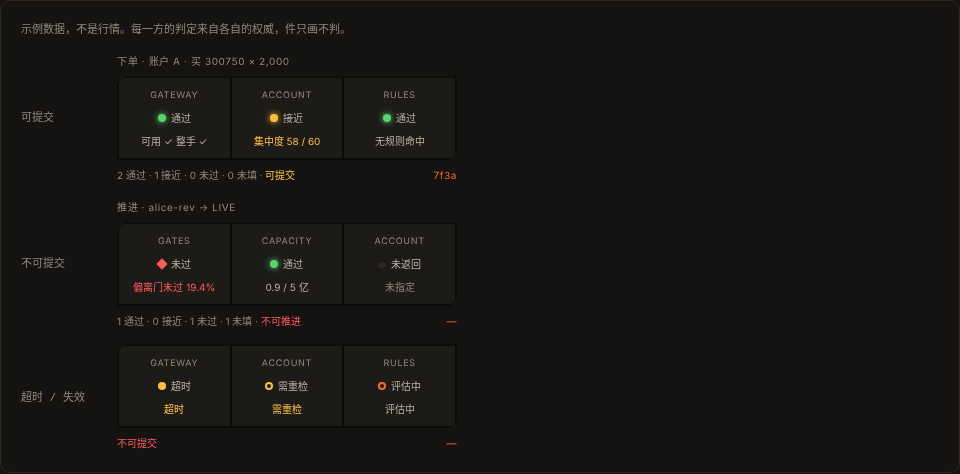 示例数据，不是行情。每一方的判定来自各自的权威，件只画不判。
下单 · 账户 A · 买 300750 × 2,000
可提交
GATEWAY ACCOUNT RULES
通过 接近 通过
可用 ✓ 整手 ✓ 集中度 58 / 60 无规则命中
2 通过 · 1 接近 · 0 未过 · 0 未填 · 可提交 7f3a
推进 · alice-rev → LIVE
不可提交
GATES CAPACITY ACCOUNT
未过 通过 未返回
偏离门未过 19.4% 0.9 / 5 亿 未指定
1 通过 · 0 接近 · 1 未过 · 1 未填 · 不可推进 —
超时 / 失效
GATEWAY ACCOUNT RULES
超时 需重检 评估中
超时 需重检 评估中
不可提交 —